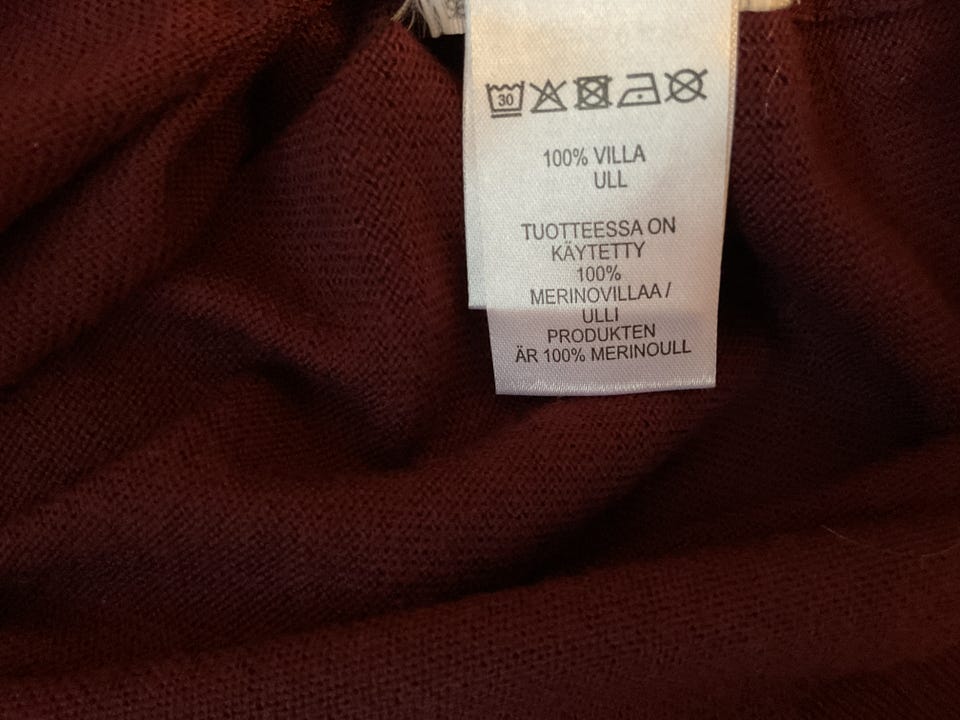 30
100% VILLA
ULL
TUOTTEESSA ON
KÄYTETTY
100%
MERINOVILLAA /
ULLI
PRODUKTEN
ÄR 100% MERINOULL